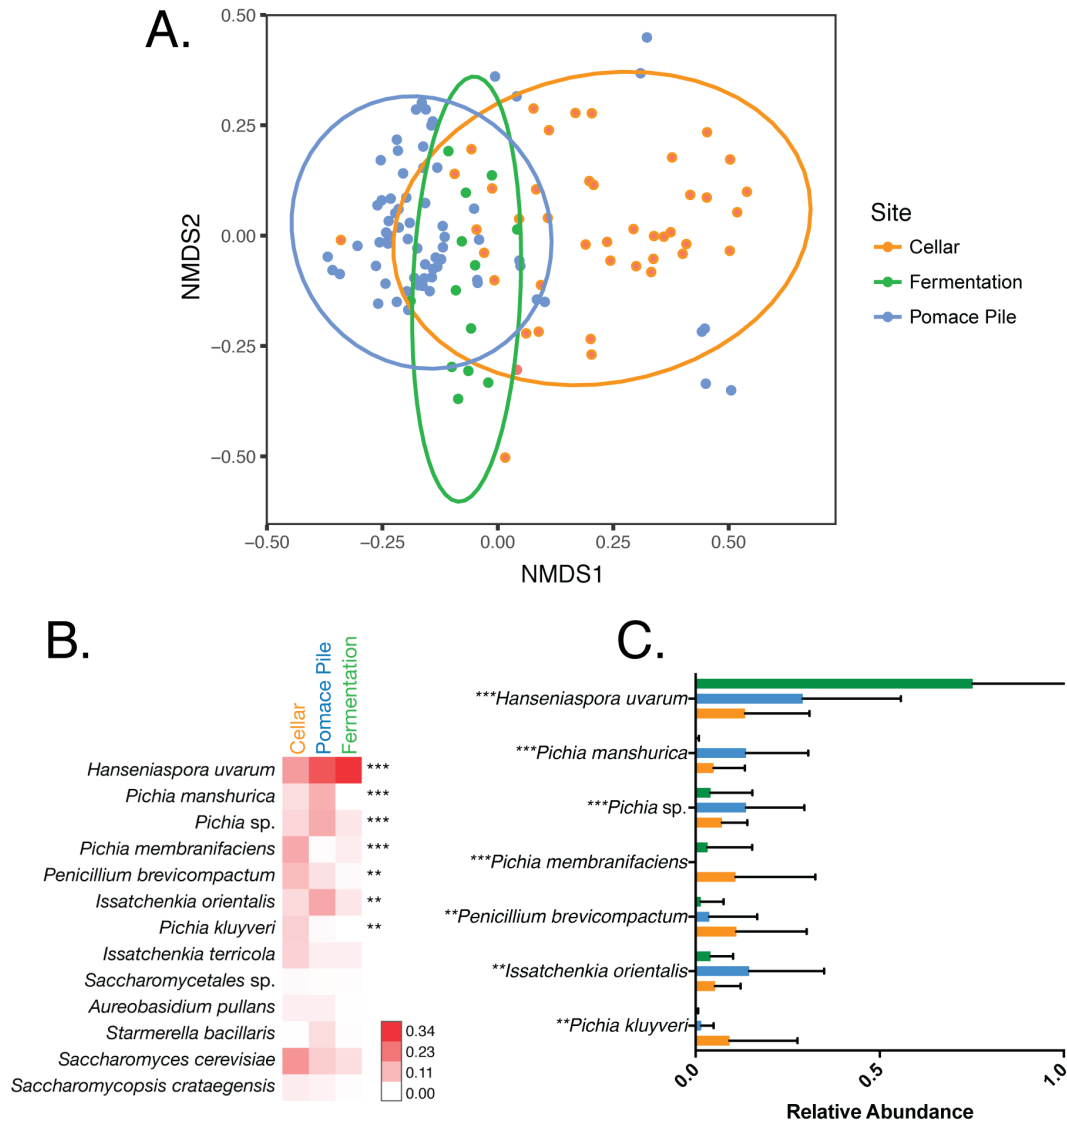 A.
0.50
0.25
0.00
−0.25
−0.50
NMDS2
−0.50 −0.25 0.00 0.25 0.50
NMDS1
Site
Cellar
Fermentation
Pomace Pile
B.
Cellar
Pomace Pile
Fermentation
Hanseniaspora uvarum ***
Pichia manshurica ***
Pichia sp. ***
Pichia membranifaciens ***
Penicillium brevicompactum **
Issatchenkia orientalis **
Pichia kluyveri **
Issatchenkia terricola
Saccharomycetales sp.
Aureobasidium pullans
Starmerella bacillaris
Saccharomyces cerevisiae
Saccharomycopsis crataegensis
0.34
0.23
0.11
0.00
C.
***Hanseniaspora uvarum
***Pichia manshurica
***Pichia sp.
***Pichia membranifaciens
**Penicillium brevicompactum
**Issatchenkia orientalis
**Pichia kluyveri
0.0 0.5 1.0
Relative Abundance